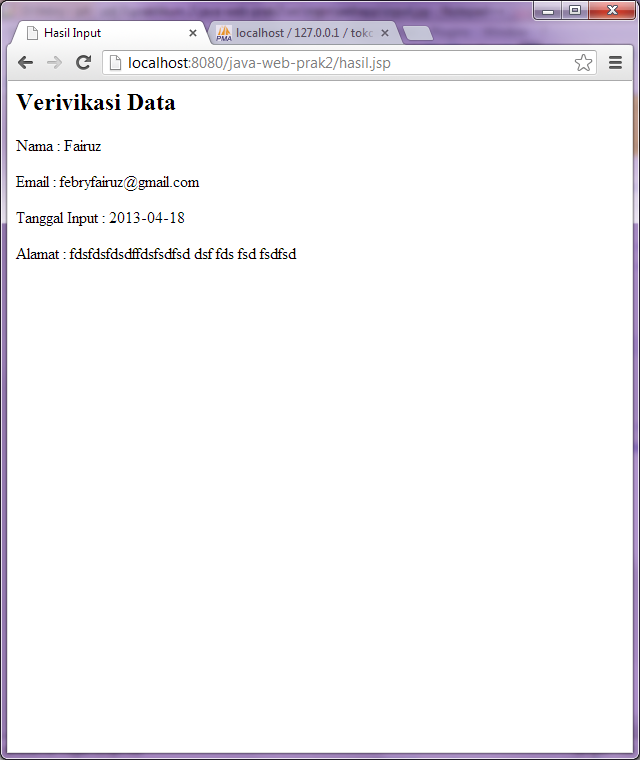 Hasil Input
PMA
localhost / 127.0.0.1 / toko
localhost:8080/java-web-prak2/hasil.jsp
Verivikasi Data
Nama : Fairuz
Email : febryfairuz@gmail.com
Tanggal Input : 2013-04-18
Alamat : fdsfdsfdsdffdsfsdfsd dsf fds fsd fsdfsd